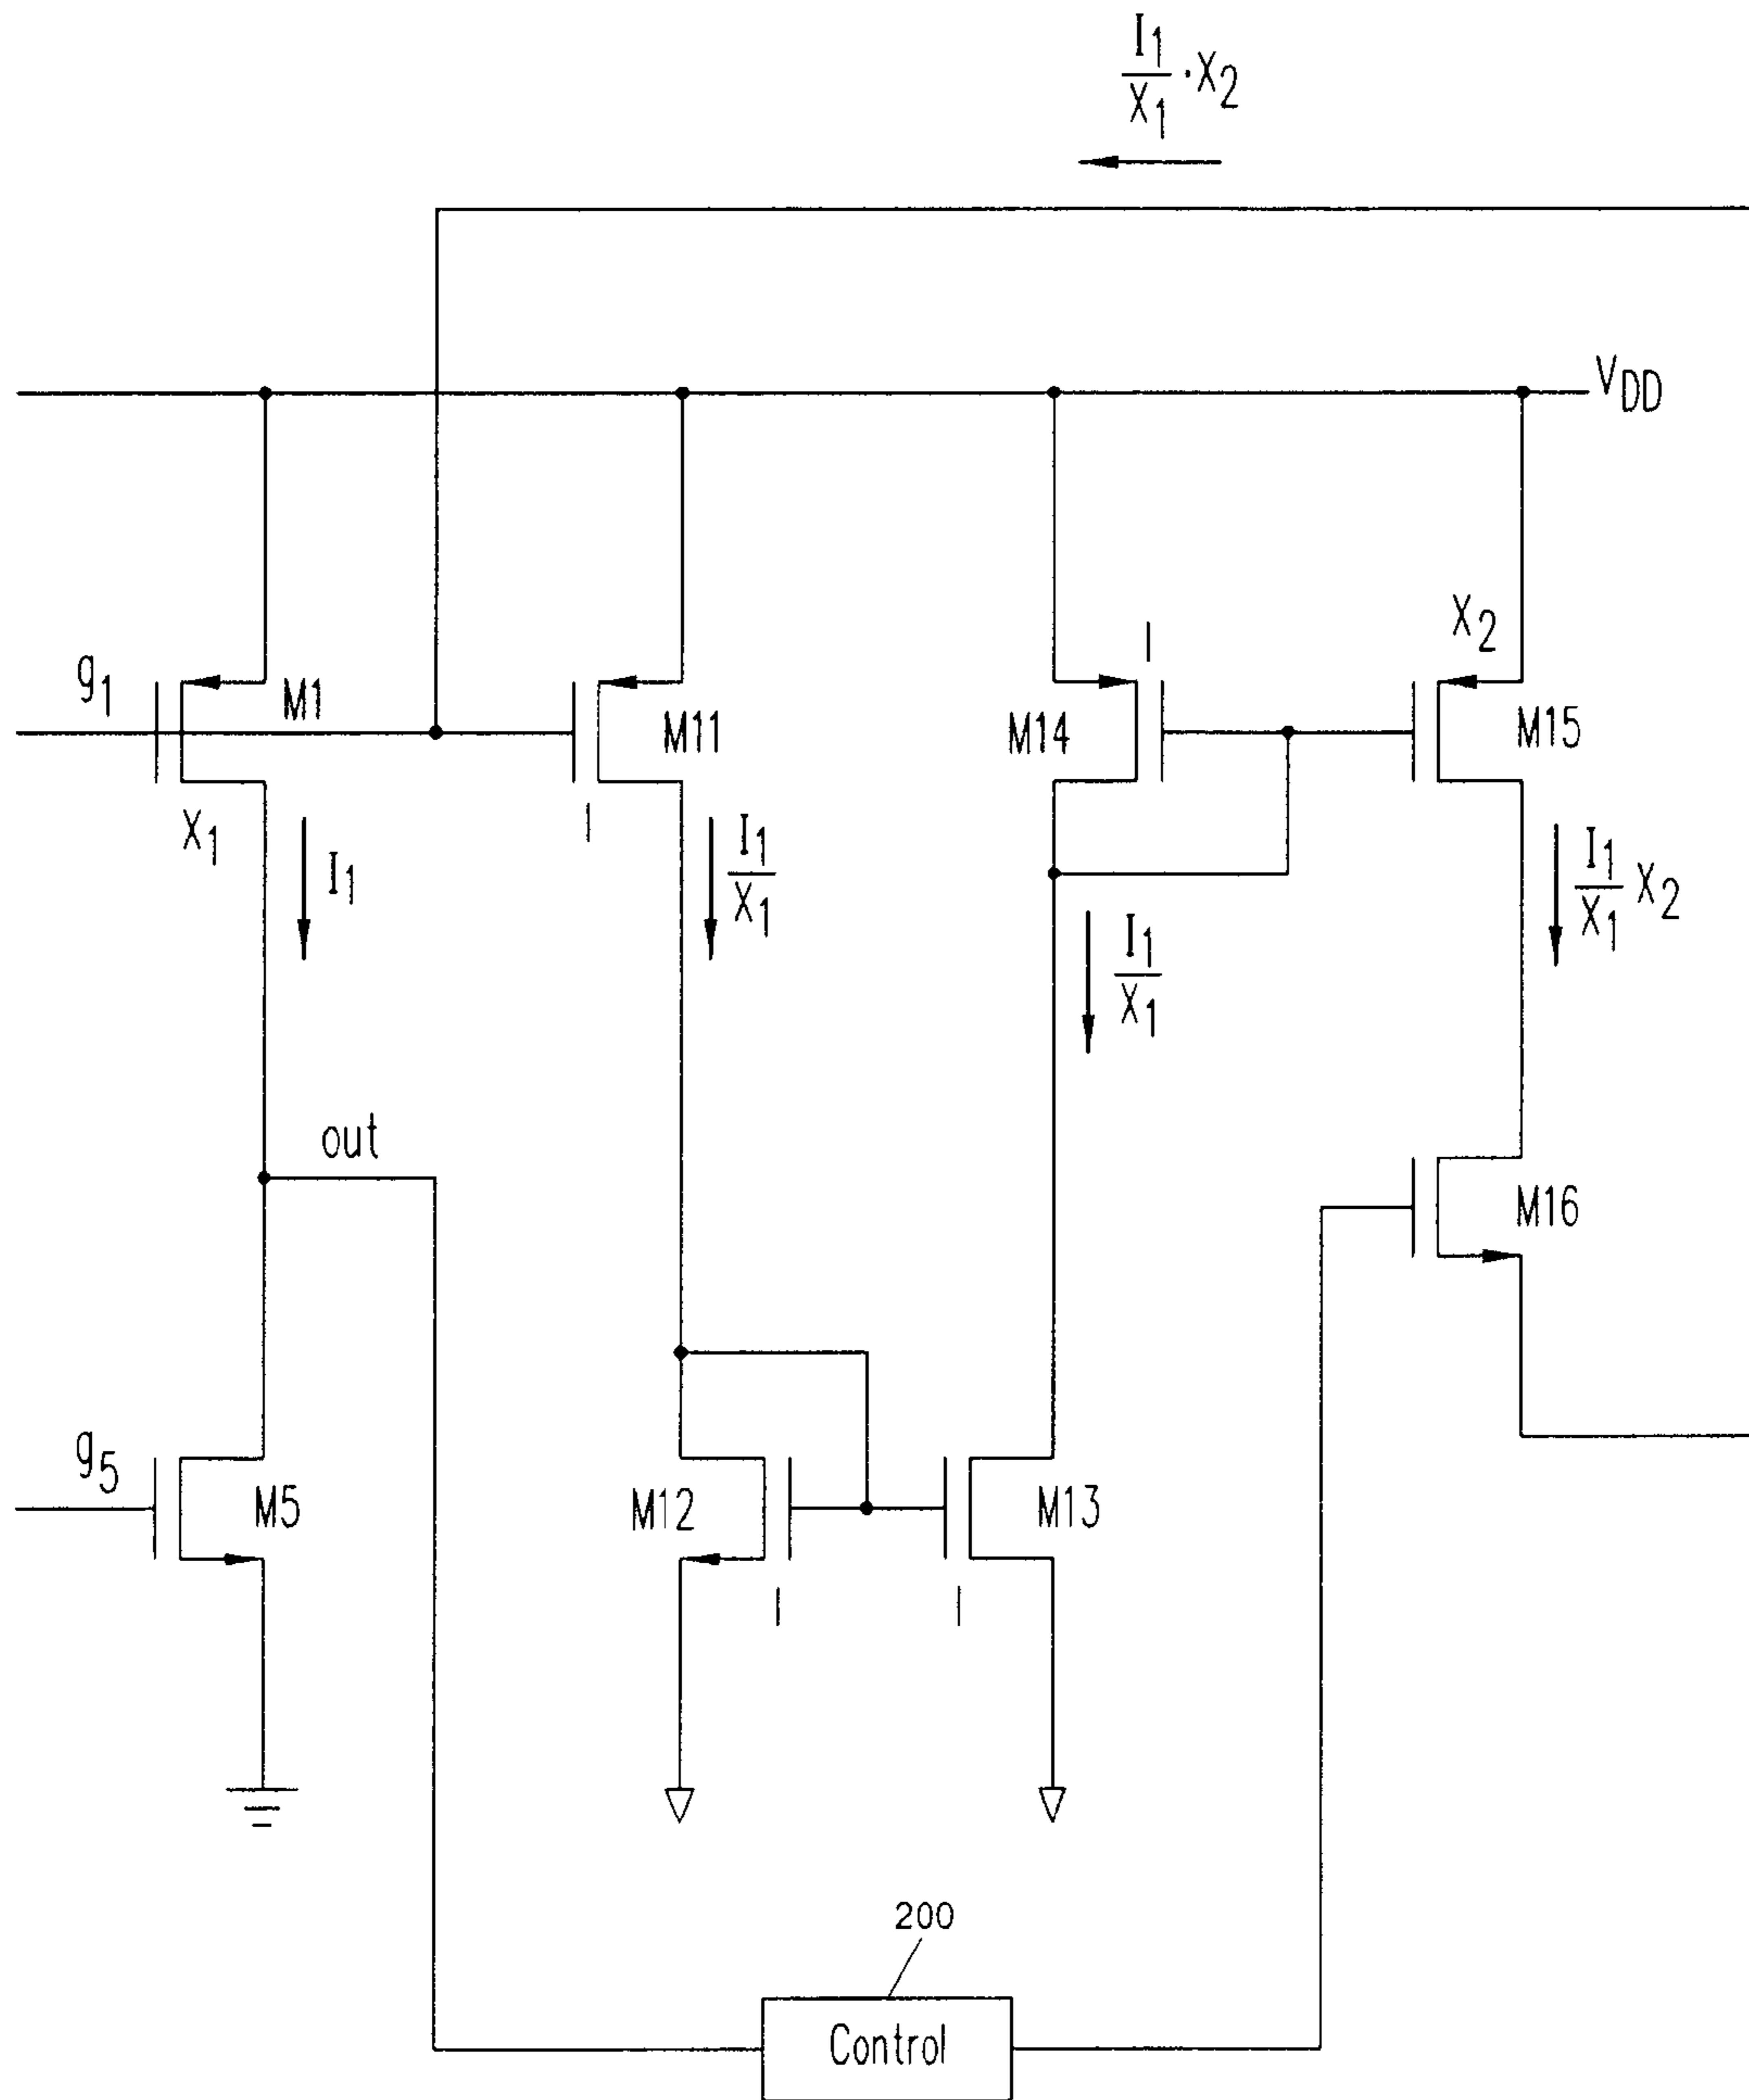 I1/X1 · X2
VDD
g1
M1
X1
I1
M11
1
I1/X1
1
M14
I1/X1
X2
M15
I1/X1 X2
out
M16
g5
M5
M12
1
M13
1
200
Control